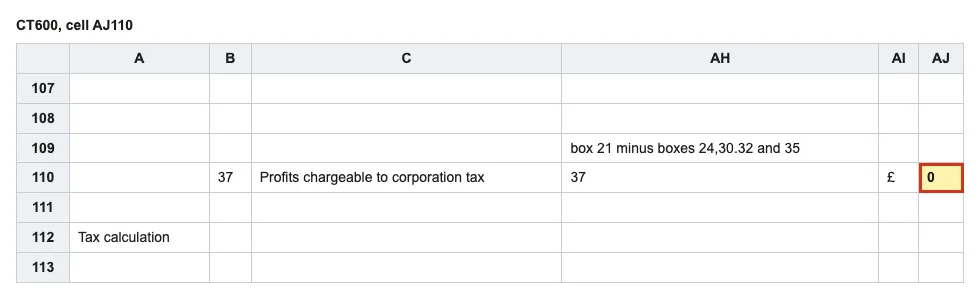 CT600, cell AJ110
A B C AH AI AJ
107
108
109 box 21 minus boxes 24,30.32 and 35
110 37 Profits chargeable to corporation tax 37 £ 0
111
112 Tax calculation
113